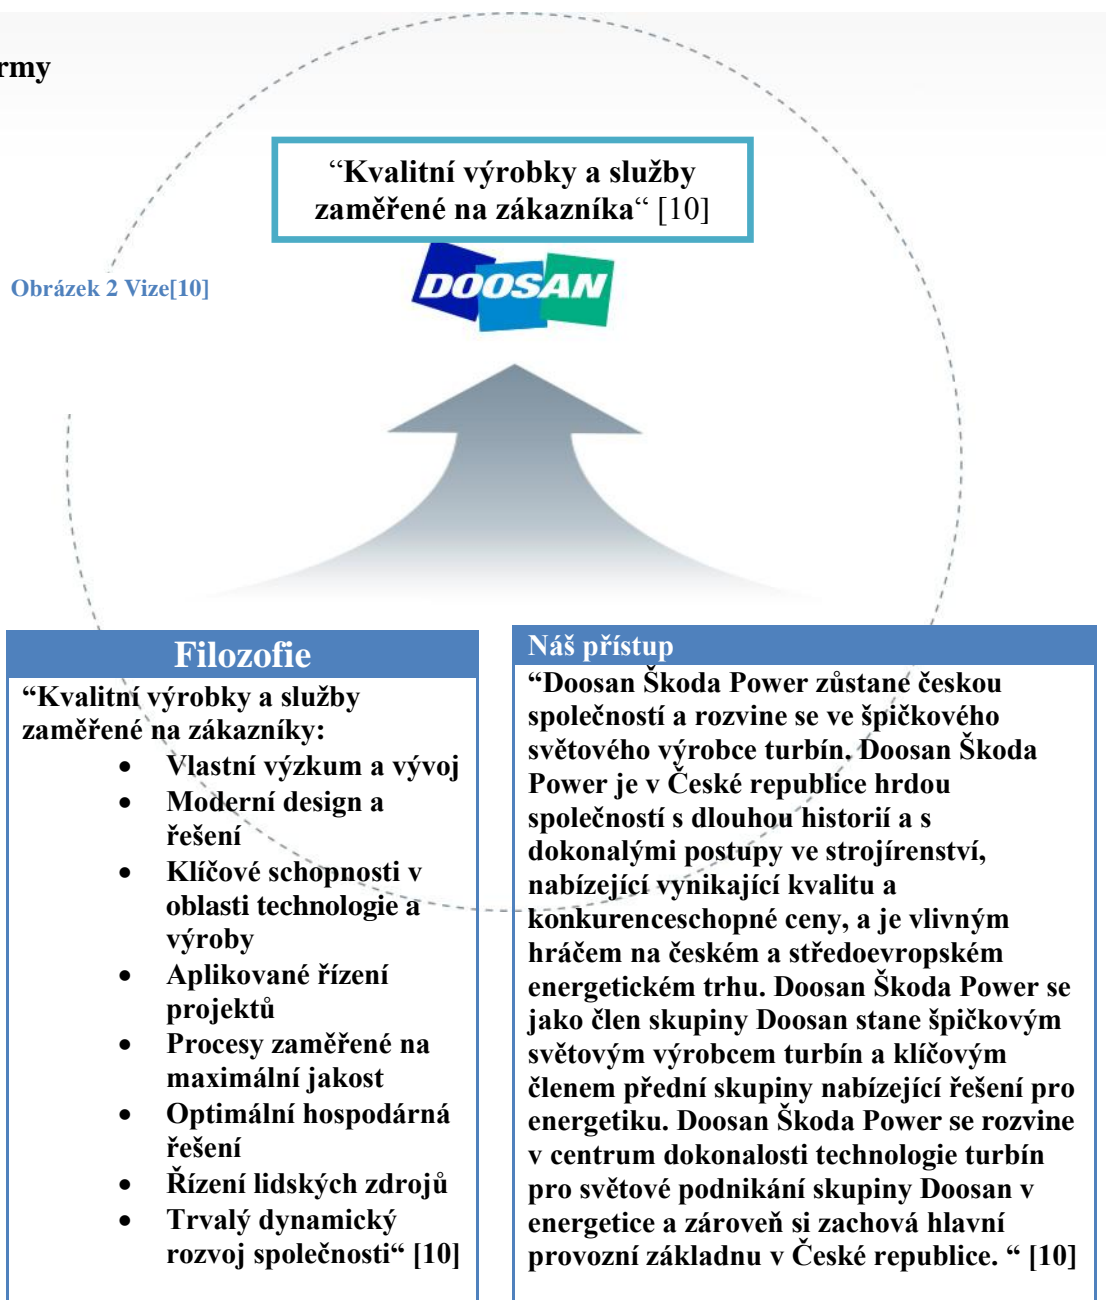 rmy
“Kvalitní výrobky a služby
zaměřené na zákazníka“ [10]
Obrázek 2 Vize[10]
DOOSAN
Filozofie
“Kvalitní výrobky a služby
zaměřené na zákazníky:
• Vlastní výzkum a vývoj
• Moderní design a
řešení
• Klíčové schopnosti v
oblasti technologie a
výroby
• Aplikované řízení
projektů
• Procesy zaměřené na
maximální jakost
• Optimální hospodárná
řešení
• Řízení lidských zdrojů
• Trvalý dynamický
rozvoj společnosti“ [10]
Náš přístup
“Doosan Škoda Power zůstane českou
společností a rozvine se ve špičkového
světového výrobce turbín. Doosan Škoda
Power je v České republice hrdou
společností s dlouhou historií a s
dokonalými postupy ve strojírenství,
nabízející vynikající kvalitu a
konkurenceschopné ceny, a je vlivným
hráčem na českém a středoevropském
energetickém trhu. Doosan Škoda Power se
jako člen skupiny Doosan stane špičkovým
světovým výrobcem turbín a klíčovým
členem přední skupiny nabízející řešení pro
energetiku. Doosan Škoda Power se rozvine
v centrum dokonalosti technologie turbín
pro světové podnikání skupiny Doosan v
energetice a zároveň si zachová hlavní
provozní základnu v České republice. “ [10]